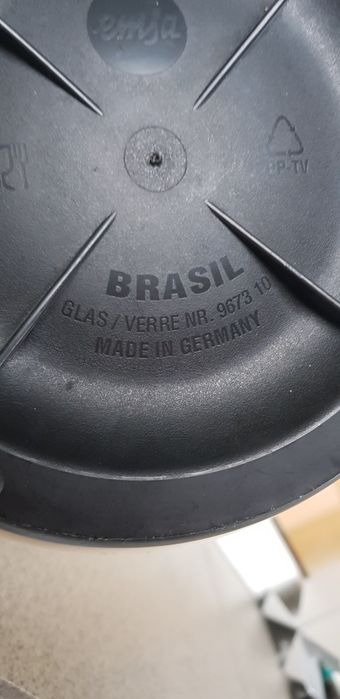 emsa
PP-TV
BRASIL
GLAS / VERRE NR. 9673 10
MADE IN GERMANY